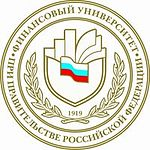 ФИНАНСОВЫЙ УНИВЕРСИТЕТ
ПРИ ПРАВИТЕЛЬСТВЕ РОССИЙСКОЙ ФЕДЕРАЦИИ
1919